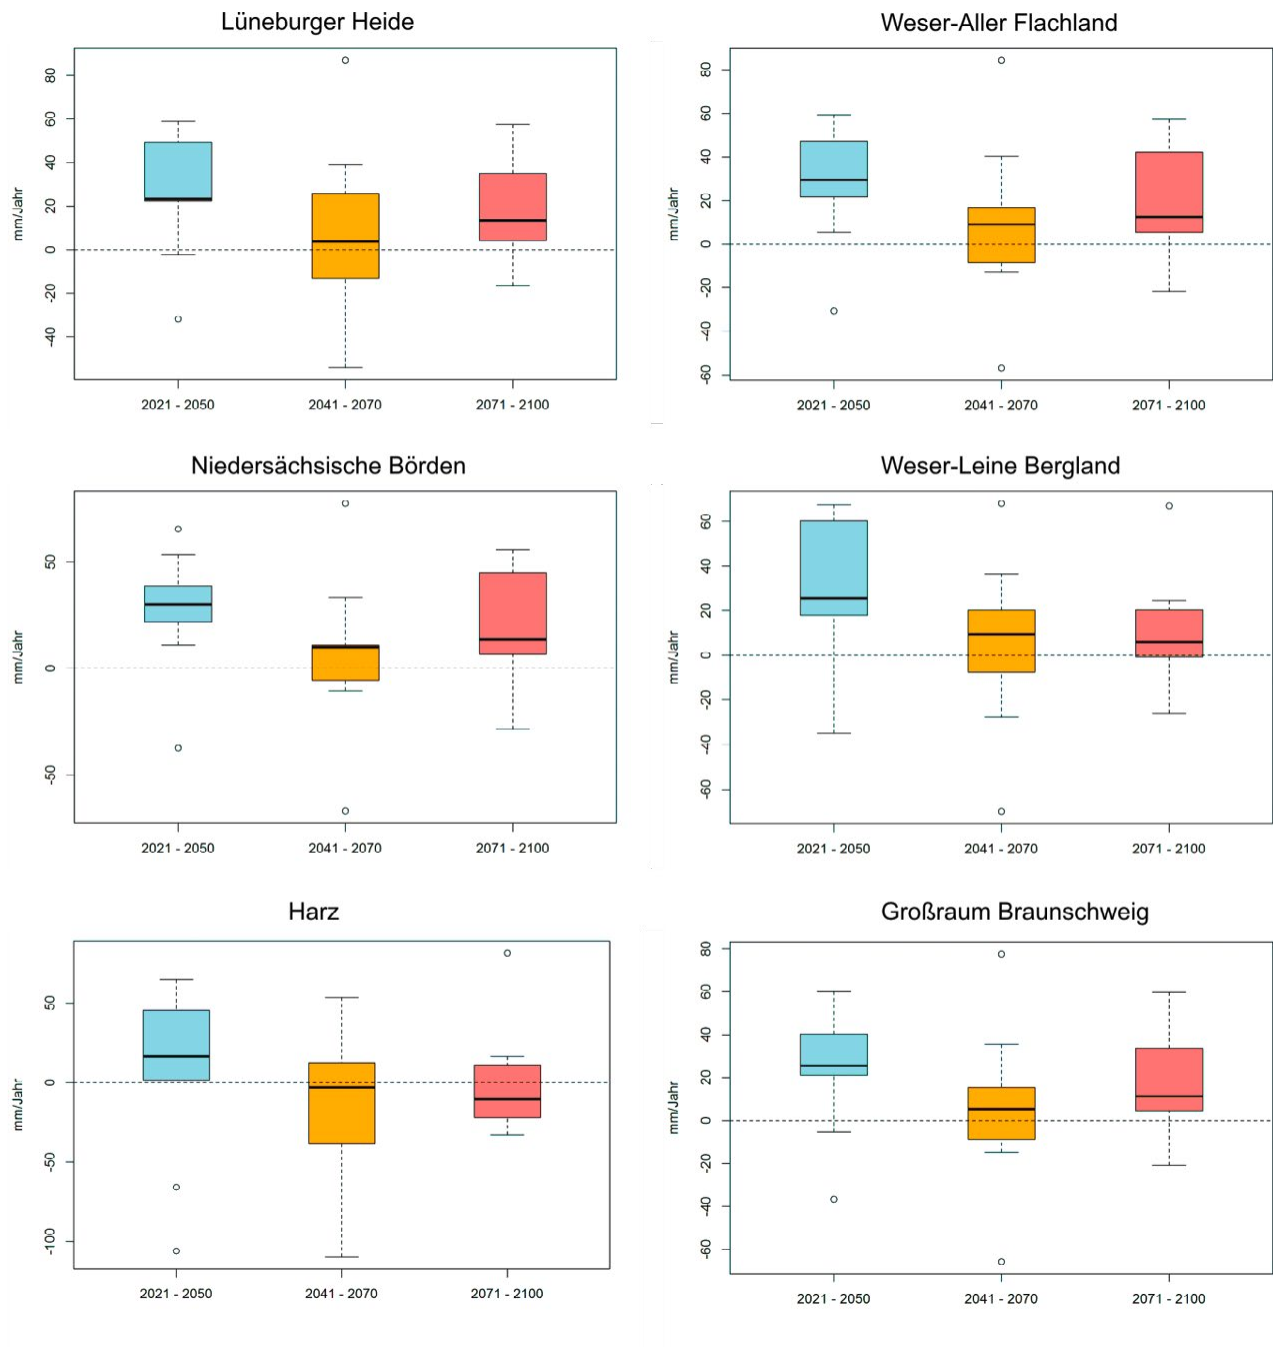 Lüneburger Heide
mm/Jahr
80
60
40
20
0
-20
-40
2021 - 2050 2041 - 2070 2071 - 2100
Weser-Aller Flachland
mm/Jahr
80
60
40
20
0
-20
-40
-60
2021 - 2050 2041 - 2070 2071 - 2100
Niedersächsische Börden
mm/Jahr
50
0
-50
2021 - 2050 2041 - 2070 2071 - 2100
Weser-Leine Bergland
mm/Jahr
60
40
20
0
-20
-40
-60
2021 - 2050 2041 - 2070 2071 - 2100
Harz
mm/Jahr
50
0
-50
-100
2021 - 2050 2041 - 2070 2071 - 2100
Großraum Braunschweig
mm/Jahr
80
60
40
20
0
-20
-40
-60
2021 - 2050 2041 - 2070 2071 - 2100